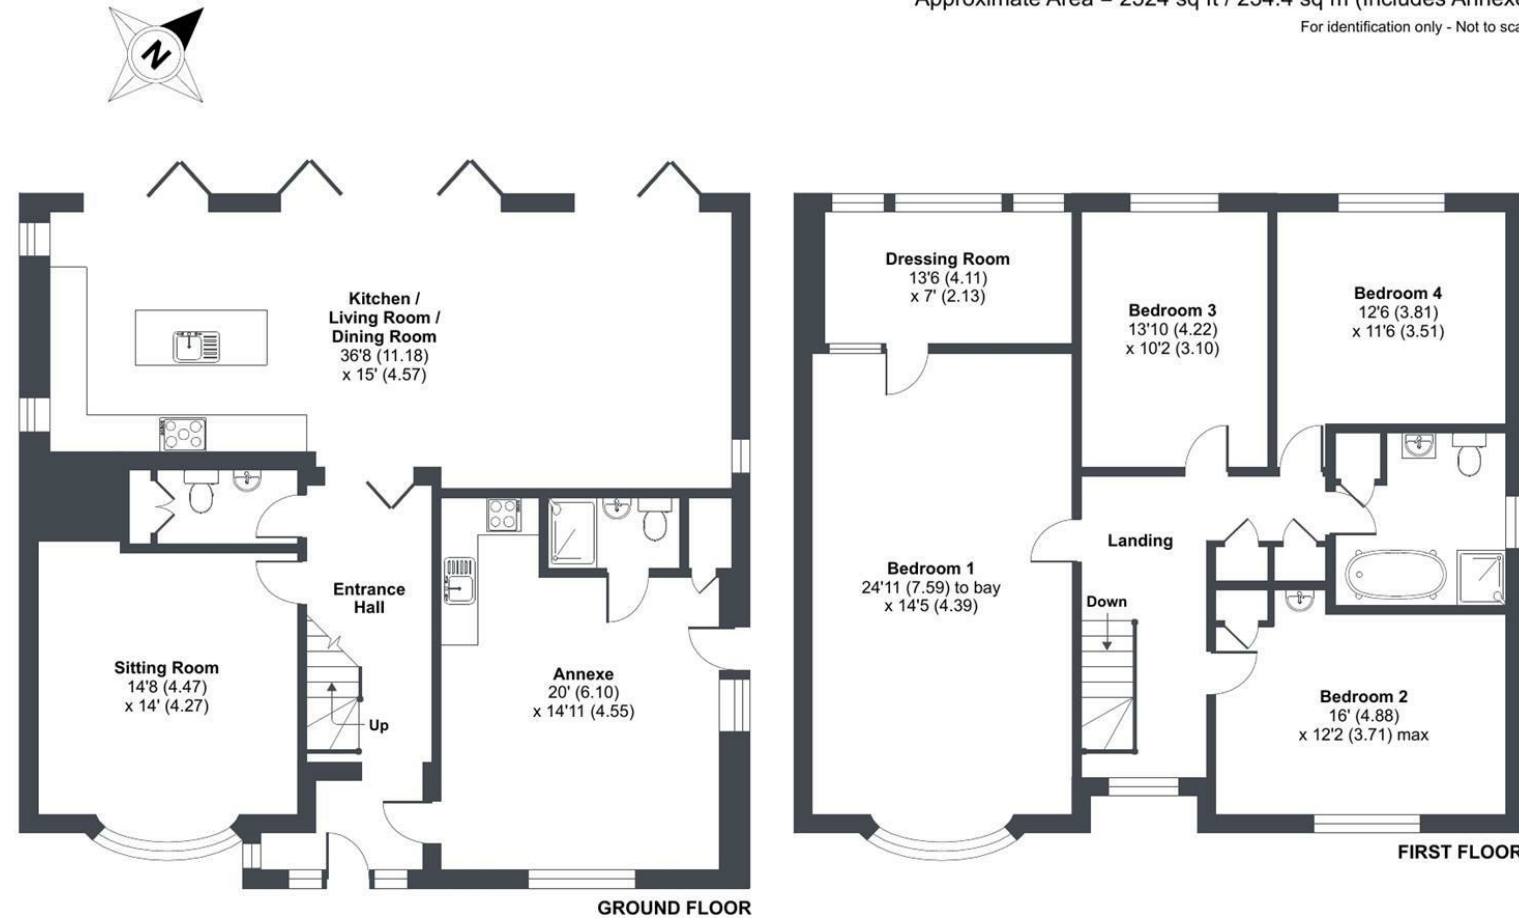 Approximate Area = 2524 sq ft / 234.4 sq m (includes Annexe
For identification only - Not to sca
N
Kitchen /
Living Room /
Dining Room
36'8 (11.18)
x 15' (4.57)
Entrance
Hall
Sitting Room
14'8 (4.47)
x 14' (4.27)
Up
Annexe
20' (6.10)
x 14'11 (4.55)
GROUND FLOOR
Dressing Room
13'6 (4.11)
x 7' (2.13)
Bedroom 3
13'10 (4.22)
x 10'2 (3.10)
Bedroom 4
12'6 (3.81)
x 11'6 (3.51)
Bedroom 1
24'11 (7.59) to bay
x 14'5 (4.39)
Landing
Down
Bedroom 2
16' (4.88)
x 12'2 (3.71) max
FIRST FLOOR